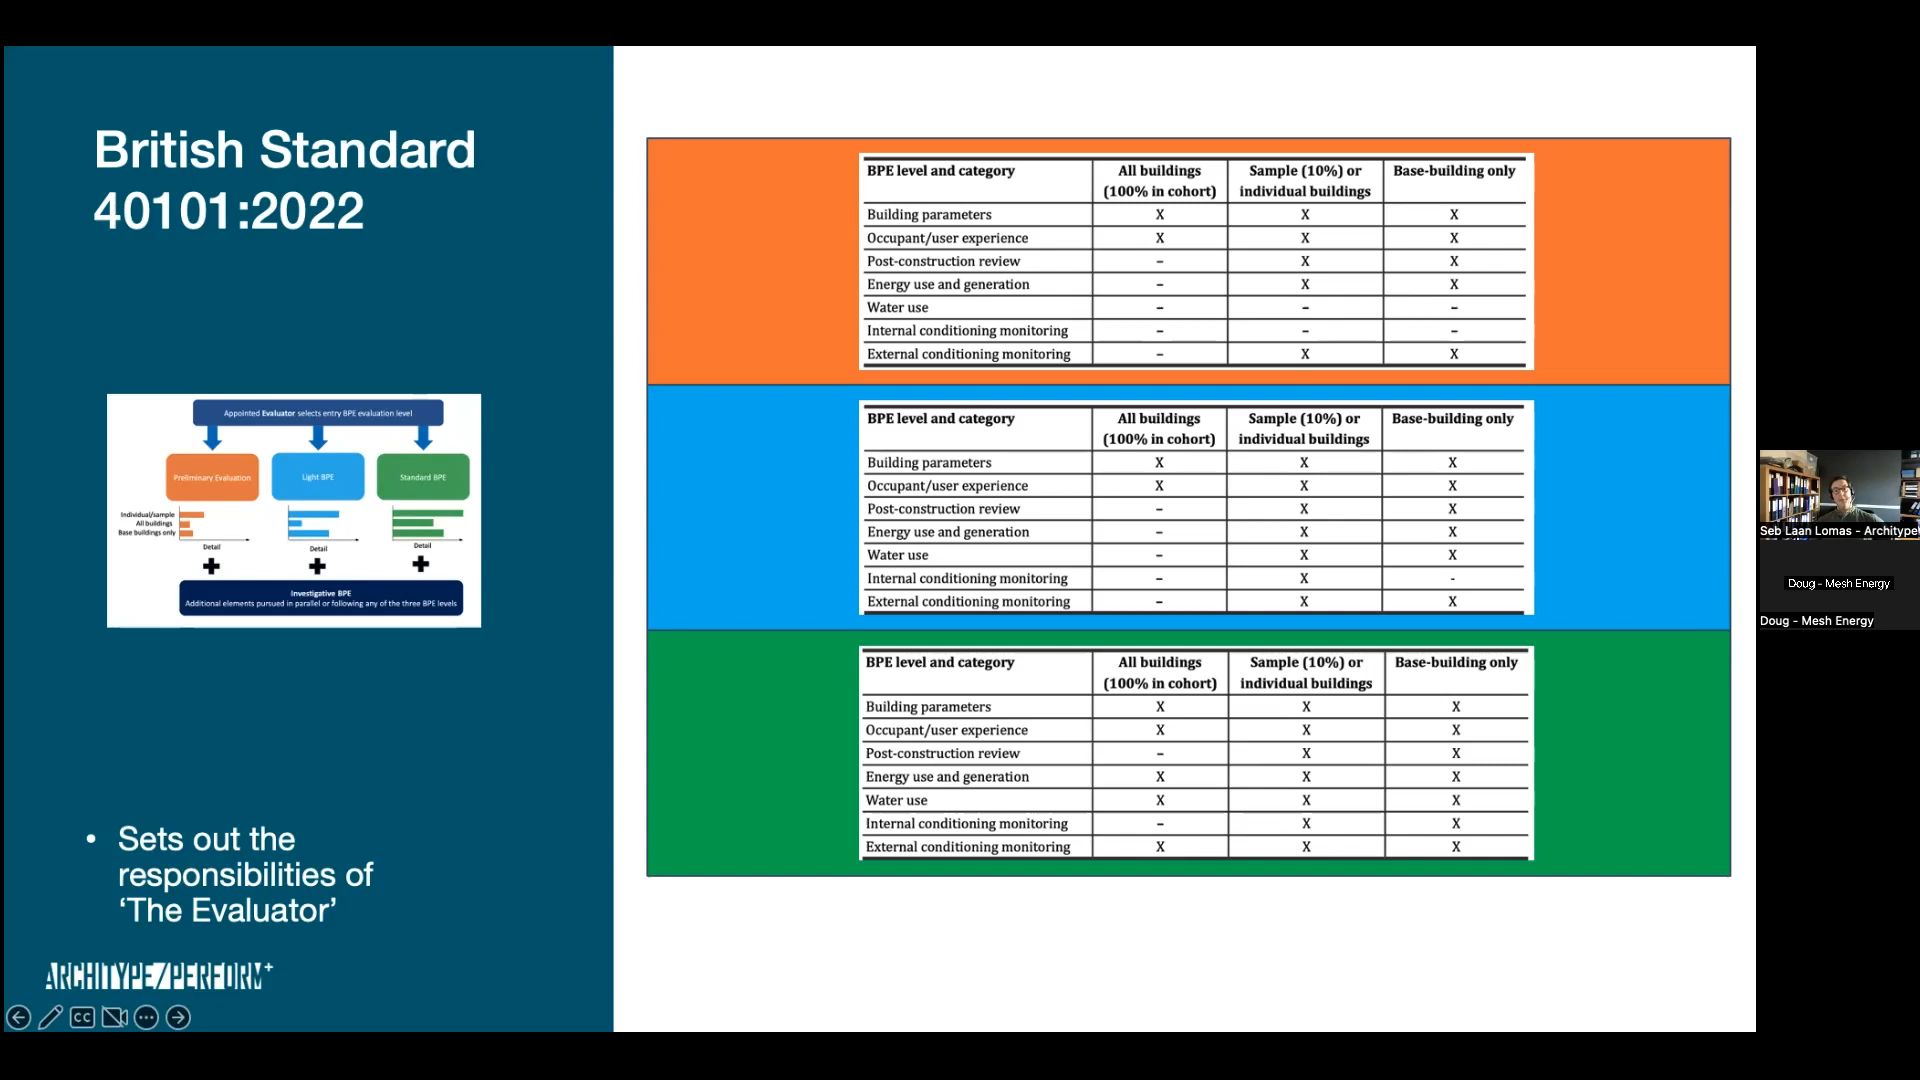 British Standard
40101:2022
Appointed Evaluator selects entry BPE evaluation level
Preliminary Evaluation
Light BPE
Standard BPE
Individual/sample
All buildings
Base buildings only
Detail
Detail
Detail
Investigative BPE
Additional elements pursued in parallel or following any of the three BPE levels
• Sets out the
responsibilities of
‘The Evaluator’
ARCHITYPE/PERFORM+
CC
BPE level and category All buildings (100% in cohort) Sample (10%) or individual buildings Base-building only
Building parameters X X X
Occupant/user experience X X X
Post-construction review – X X
Energy use and generation – X X
Water use – – –
Internal conditioning monitoring – – –
External conditioning monitoring – X X
BPE level and category All buildings (100% in cohort) Sample (10%) or individual buildings Base-building only
Building parameters X X X
Occupant/user experience X X X
Post-construction review – X X
Energy use and generation – X X
Water use – X X
Internal conditioning monitoring – X -
External conditioning monitoring – X X
BPE level and category All buildings (100% in cohort) Sample (10%) or individual buildings Base-building only
Building parameters X X X
Occupant/user experience X X X
Post-construction review – X X
Energy use and generation X X X
Water use X X X
Internal conditioning monitoring – X X
External conditioning monitoring X X X
Seb Laan Lomas - Architype
Doug - Mesh Energy
Doug - Mesh Energy